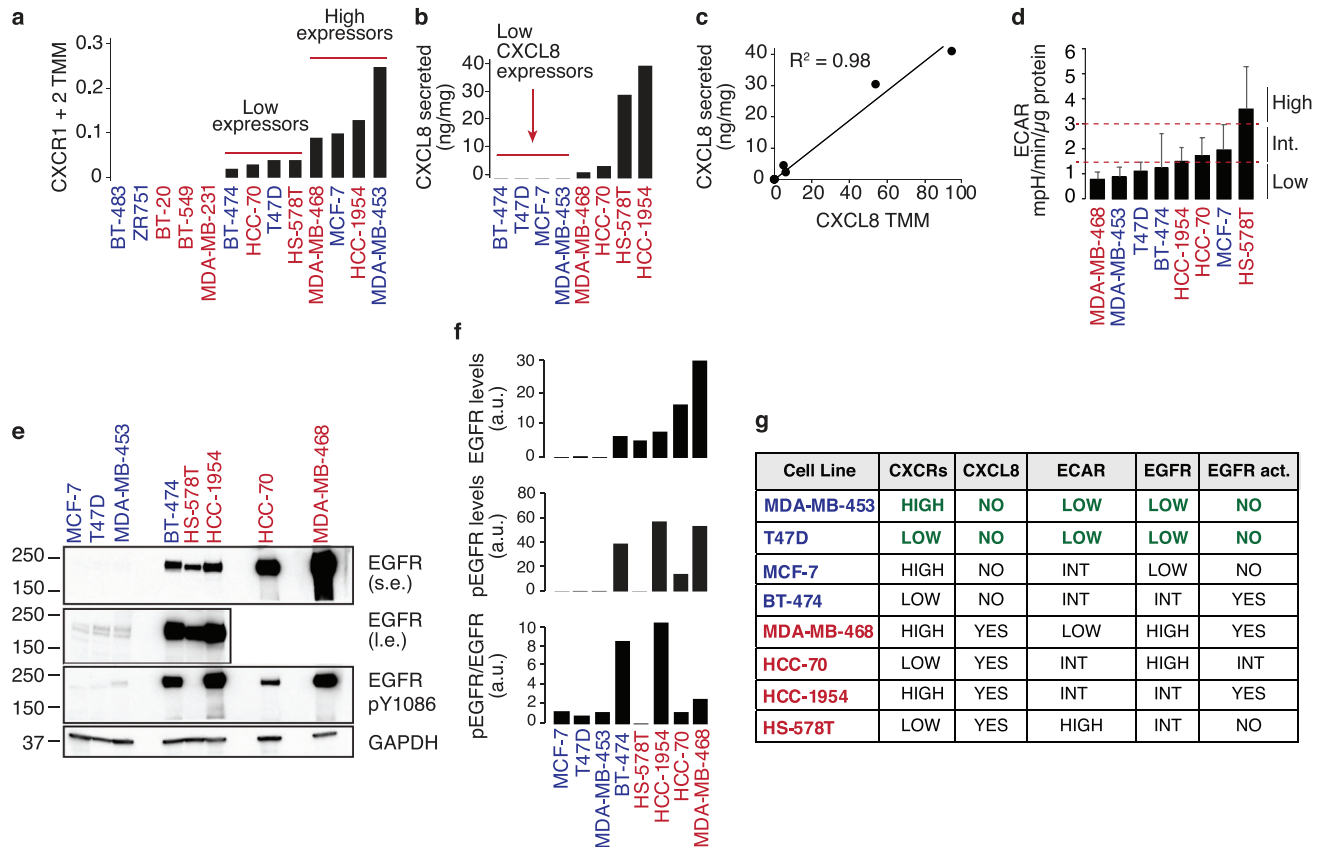 a
High
expressors
Low
expressors
CXCR1 + 2 TMM
0.3
0.2
0.1
0
BT-483
ZR751
BT-20
BT-549
MDA-MB-231
BT-474
HCC-70
T47D
HS-578T
MDA-MB-468
MCF-7
HCC-1954
MDA-MB-453
b
Low
CXCL8
expressors
CXCL8 secreted
(ng/mg)
40
30
20
10
0
BT-474
T47D
MCF-7
MDA-MB-453
MDA-MB-468
HCC-70
HS-578T
HCC-1954
c
R² = 0.98
CXCL8 secreted
(ng/mg)
40
30
20
10
0
0 20 40 60 80 100
CXCL8 TMM
d
ECAR
mpH/min/µg protein
6
5
4
3
2
1
0
High
Int.
Low
MDA-MB-468
MDA-MB-453
T47D
BT-474
HCC-1954
HCC-70
MCF-7
HS-578T
e
MCF-7
T47D
MDA-MB-453
BT-474
HS-578T
HCC-1954
HCC-70
MDA-MB-468
250
150
EGFR
(s.e.)
250
150
EGFR
(l.e.)
250
150
EGFR
pY1086
37
GAPDH
f
EGFR levels
(a.u.)
30
20
10
0
pEGFR levels
(a.u.)
60
40
20
0
pEGFR/EGFR
(a.u.)
10
8
6
4
2
0
MCF-7
T47D
MDA-MB-453
BT-474
HS-578T
HCC-1954
HCC-70
MDA-MB-468
g
Cell Line CXCRs CXCL8 ECAR EGFR EGFR act.
MDA-MB-453 HIGH NO LOW LOW NO
T47D LOW NO LOW LOW NO
MCF-7 HIGH NO INT LOW NO
BT-474 LOW NO INT INT YES
MDA-MB-468 HIGH YES LOW HIGH YES
HCC-70 LOW YES INT HIGH INT
HCC-1954 HIGH YES INT INT YES
HS-578T LOW YES HIGH INT NO